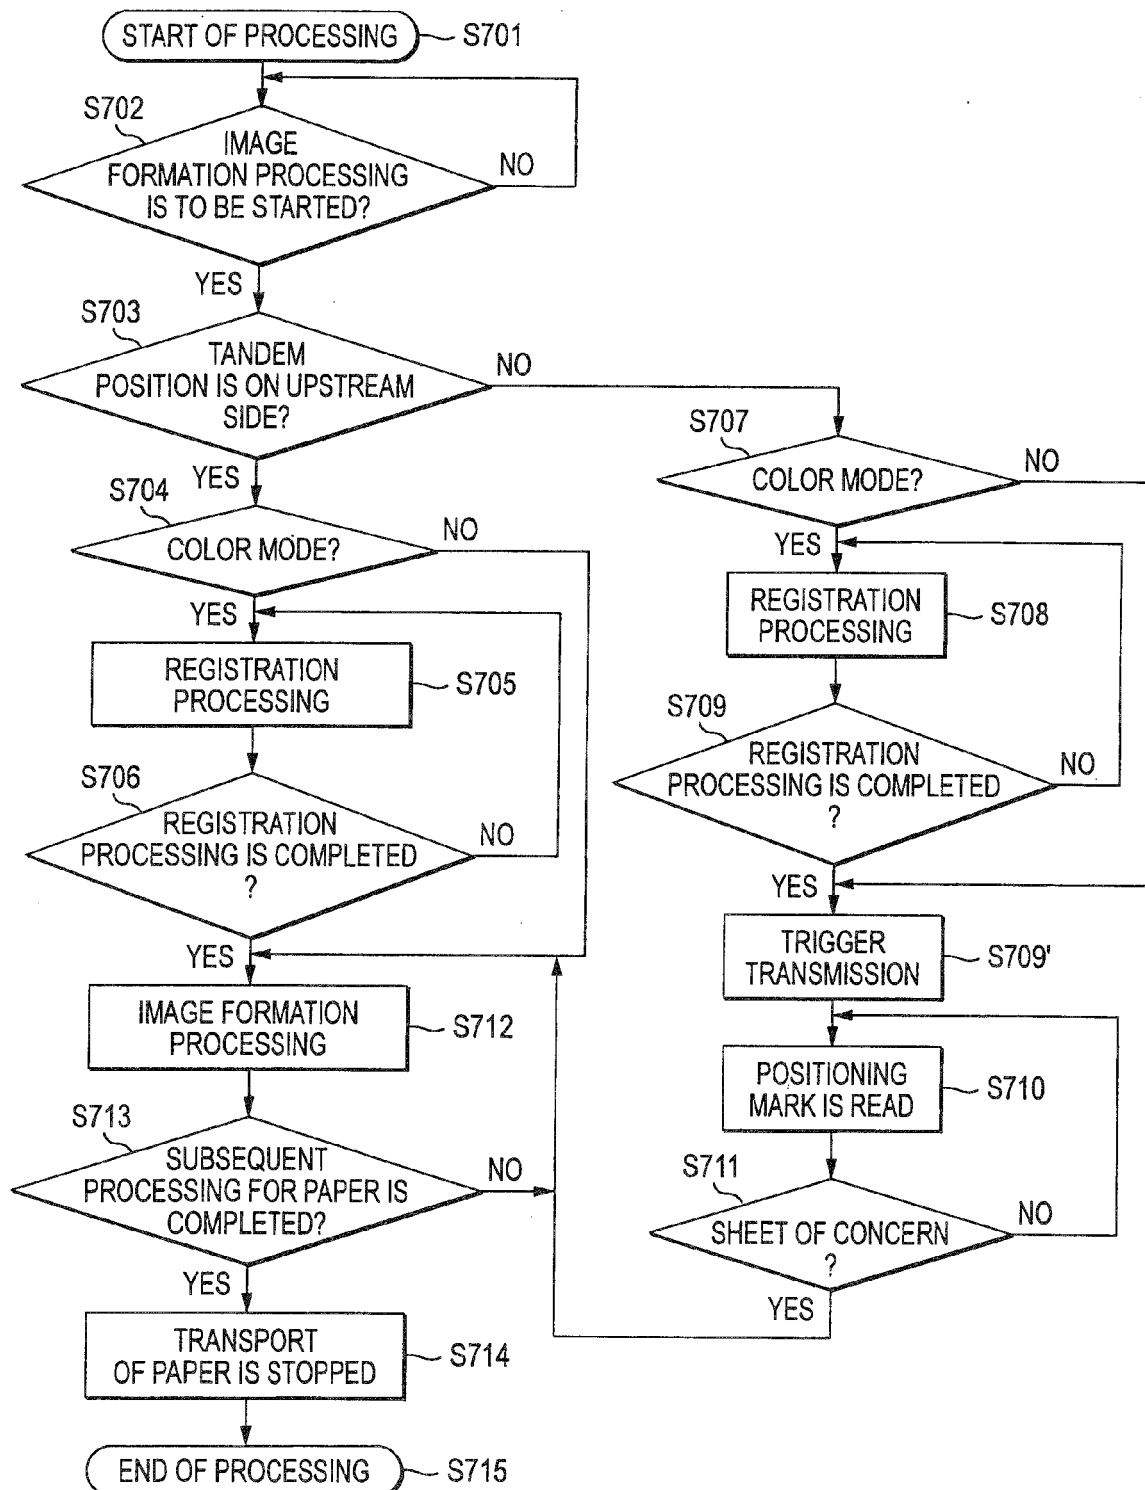 START OF PROCESSING
S701
S702
IMAGE
FORMATION PROCESSING
IS TO BE STARTED?
NO
YES
S703
TANDEM
POSITION IS ON UPSTREAM
SIDE?
NO
YES
S704
COLOR MODE?
NO
YES
REGISTRATION
PROCESSING
S705
S706
REGISTRATION
PROCESSING IS COMPLETED
?
NO
YES
IMAGE FORMATION
PROCESSING
S712
S713
SUBSEQUENT
PROCESSING FOR PAPER IS
COMPLETED?
NO
YES
TRANSPORT
OF PAPER IS STOPPED
S714
END OF PROCESSING
S715
S707
COLOR MODE?
NO
YES
REGISTRATION
PROCESSING
S708
S709
REGISTRATION
PROCESSING IS COMPLETED
?
NO
YES
TRIGGER
TRANSMISSION
S709'
POSITIONING
MARK IS READ
S710
S711
SHEET OF CONCERN
?
NO
YES